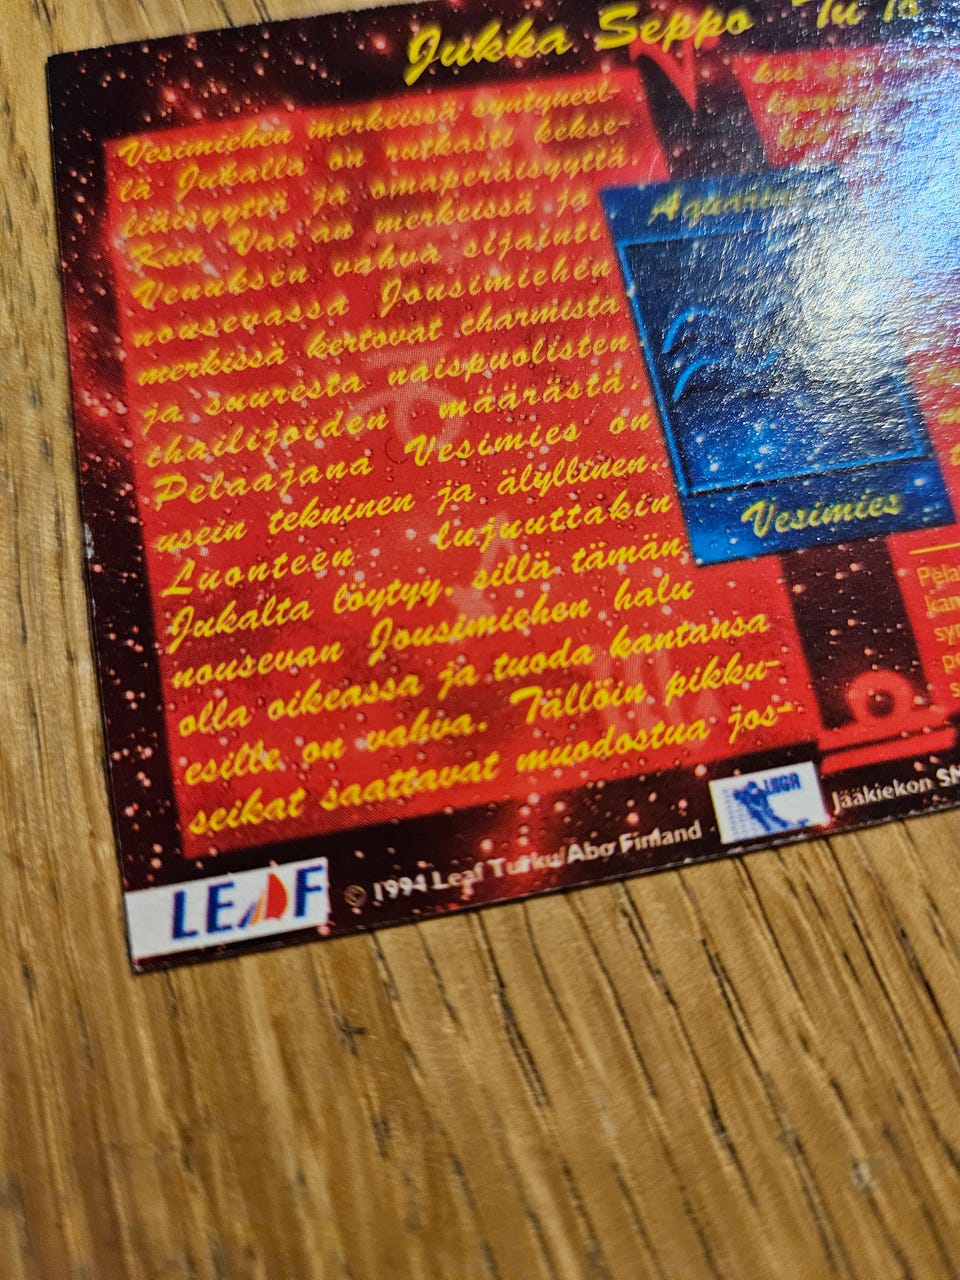 Jukka Seppo
Vesimiehen merkeissä syntyneel-
lä Jukalla on rutkasti kekse-
liäisyyttä ja omaperäisyyttä.
Kuu Vaa'an merkeissä ja
Venuksen vahva sijainti
nousevassa Jousimiehen
merkissä kertovat charmista
ja suuresta naispuolisten
ihailijoiden määrästä.
Pelaajana Vesimies on
usein tekninen ja älyllinen.
Luonteen lujuuttakin
Jukalta löytyy, sillä tämän
nousevan Jousimiehen halu
olla oikeassa ja tuoda kantansa
esille on vahva. Tällöin pikku-
seikat saattavat muodostua jos-
kus
Aquarius
Vesimies
LEAF
© 1994 Leaf Turku/Abo Finland
LIIGA
Jääkiekon SM